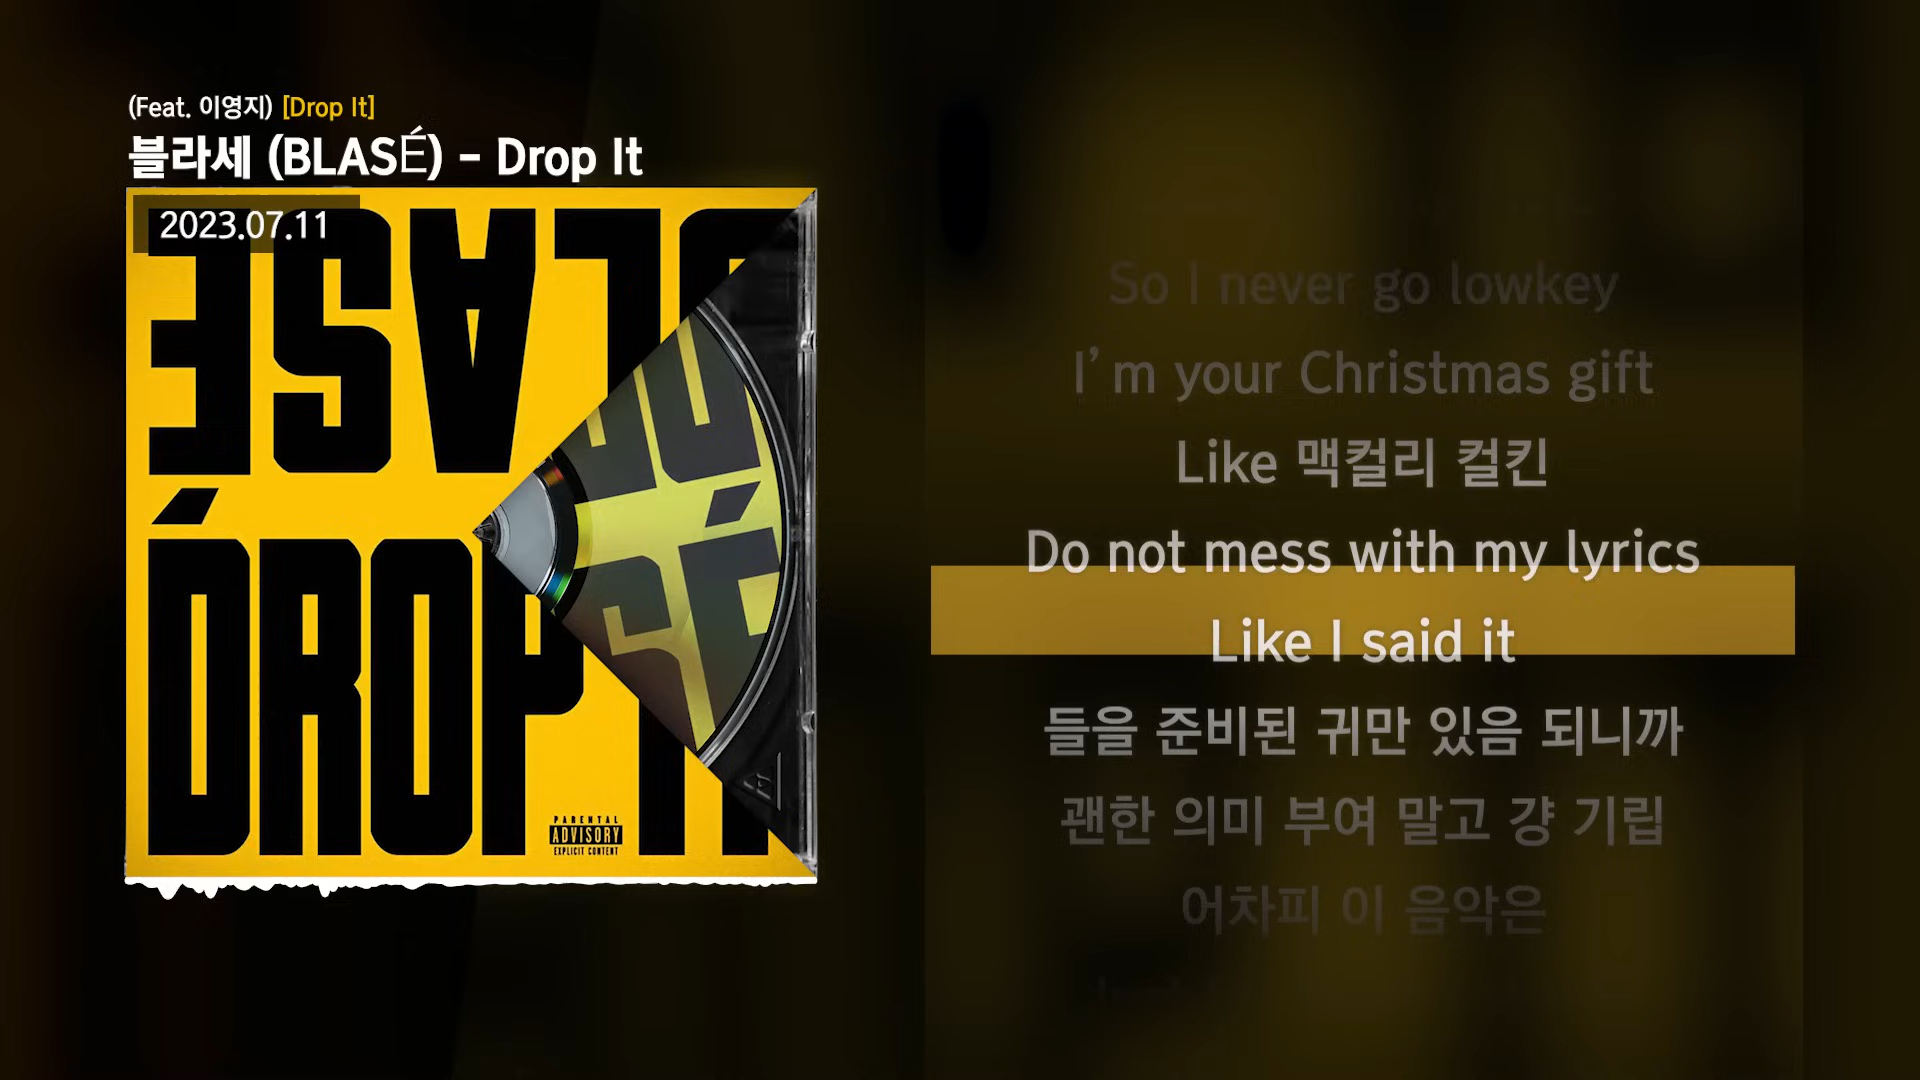 (Feat. 이영지) [Drop It]
블라세 (BLASÉ) - Drop It
2023.07.11
BLASÉ
DROP IT
PARENTAL
ADVISORY
EXPLICIT CONTENT
So I never go lowkey
I'm your Christmas gift
Like 맥컬리 컬킨
Do not mess with my lyrics
Like I said it
들을 준비된 귀만 있음 되니까
괜한 의미 부여 말고 걍 기립
어차피 이 음악은